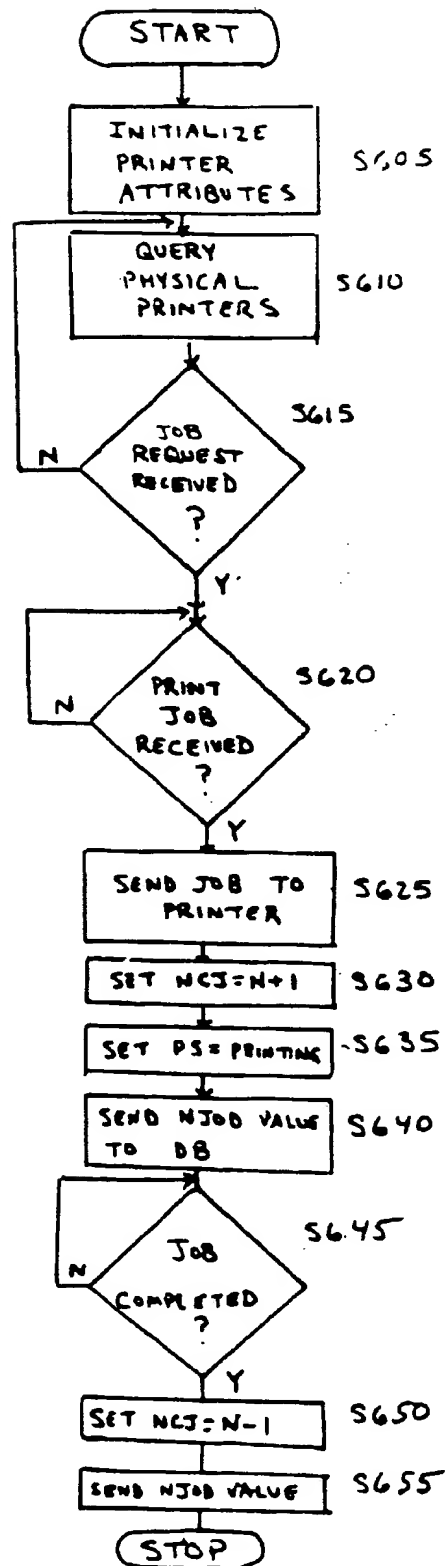 START
INITIALIZE
PRINTER
ATTRIBUTES
S605
QUERY
PHYSICAL
PRINTERS
S610
JOB
REQUEST
RECEIVED
?
S615
N
Y
PRINT
JOB
RECEIVED
?
S620
N
Y
SEND JOB TO
PRINTER
S625
SET NCJ=N+1
S630
SET PS=PRINTING
S635
SEND NJOD VALUE
TO DB
S640
JOB
COMPLETED
?
S645
N
Y
SET NCJ=N-1
S650
SEND NJOD VALUE
S655
STOP